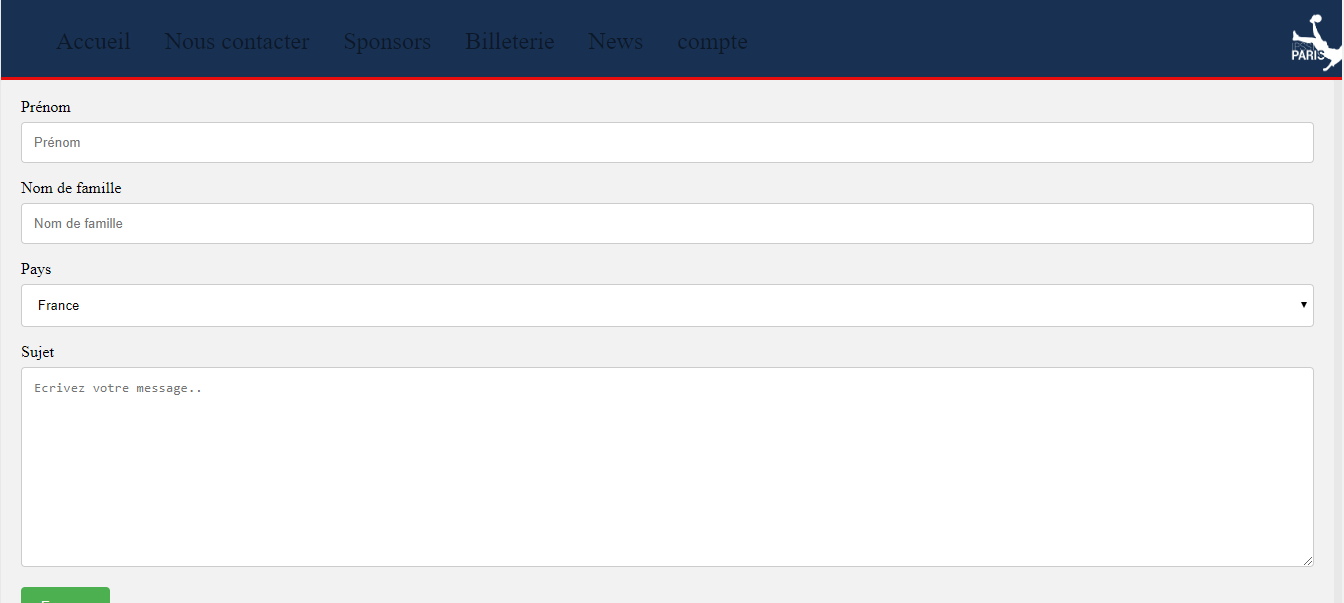 Accueil Nous contacter Sponsors Billeterie News compte
PARIS
Prénom
Prénom
Nom de famille
Nom de famille
Pays
France
Sujet
Ecrivez votre message..